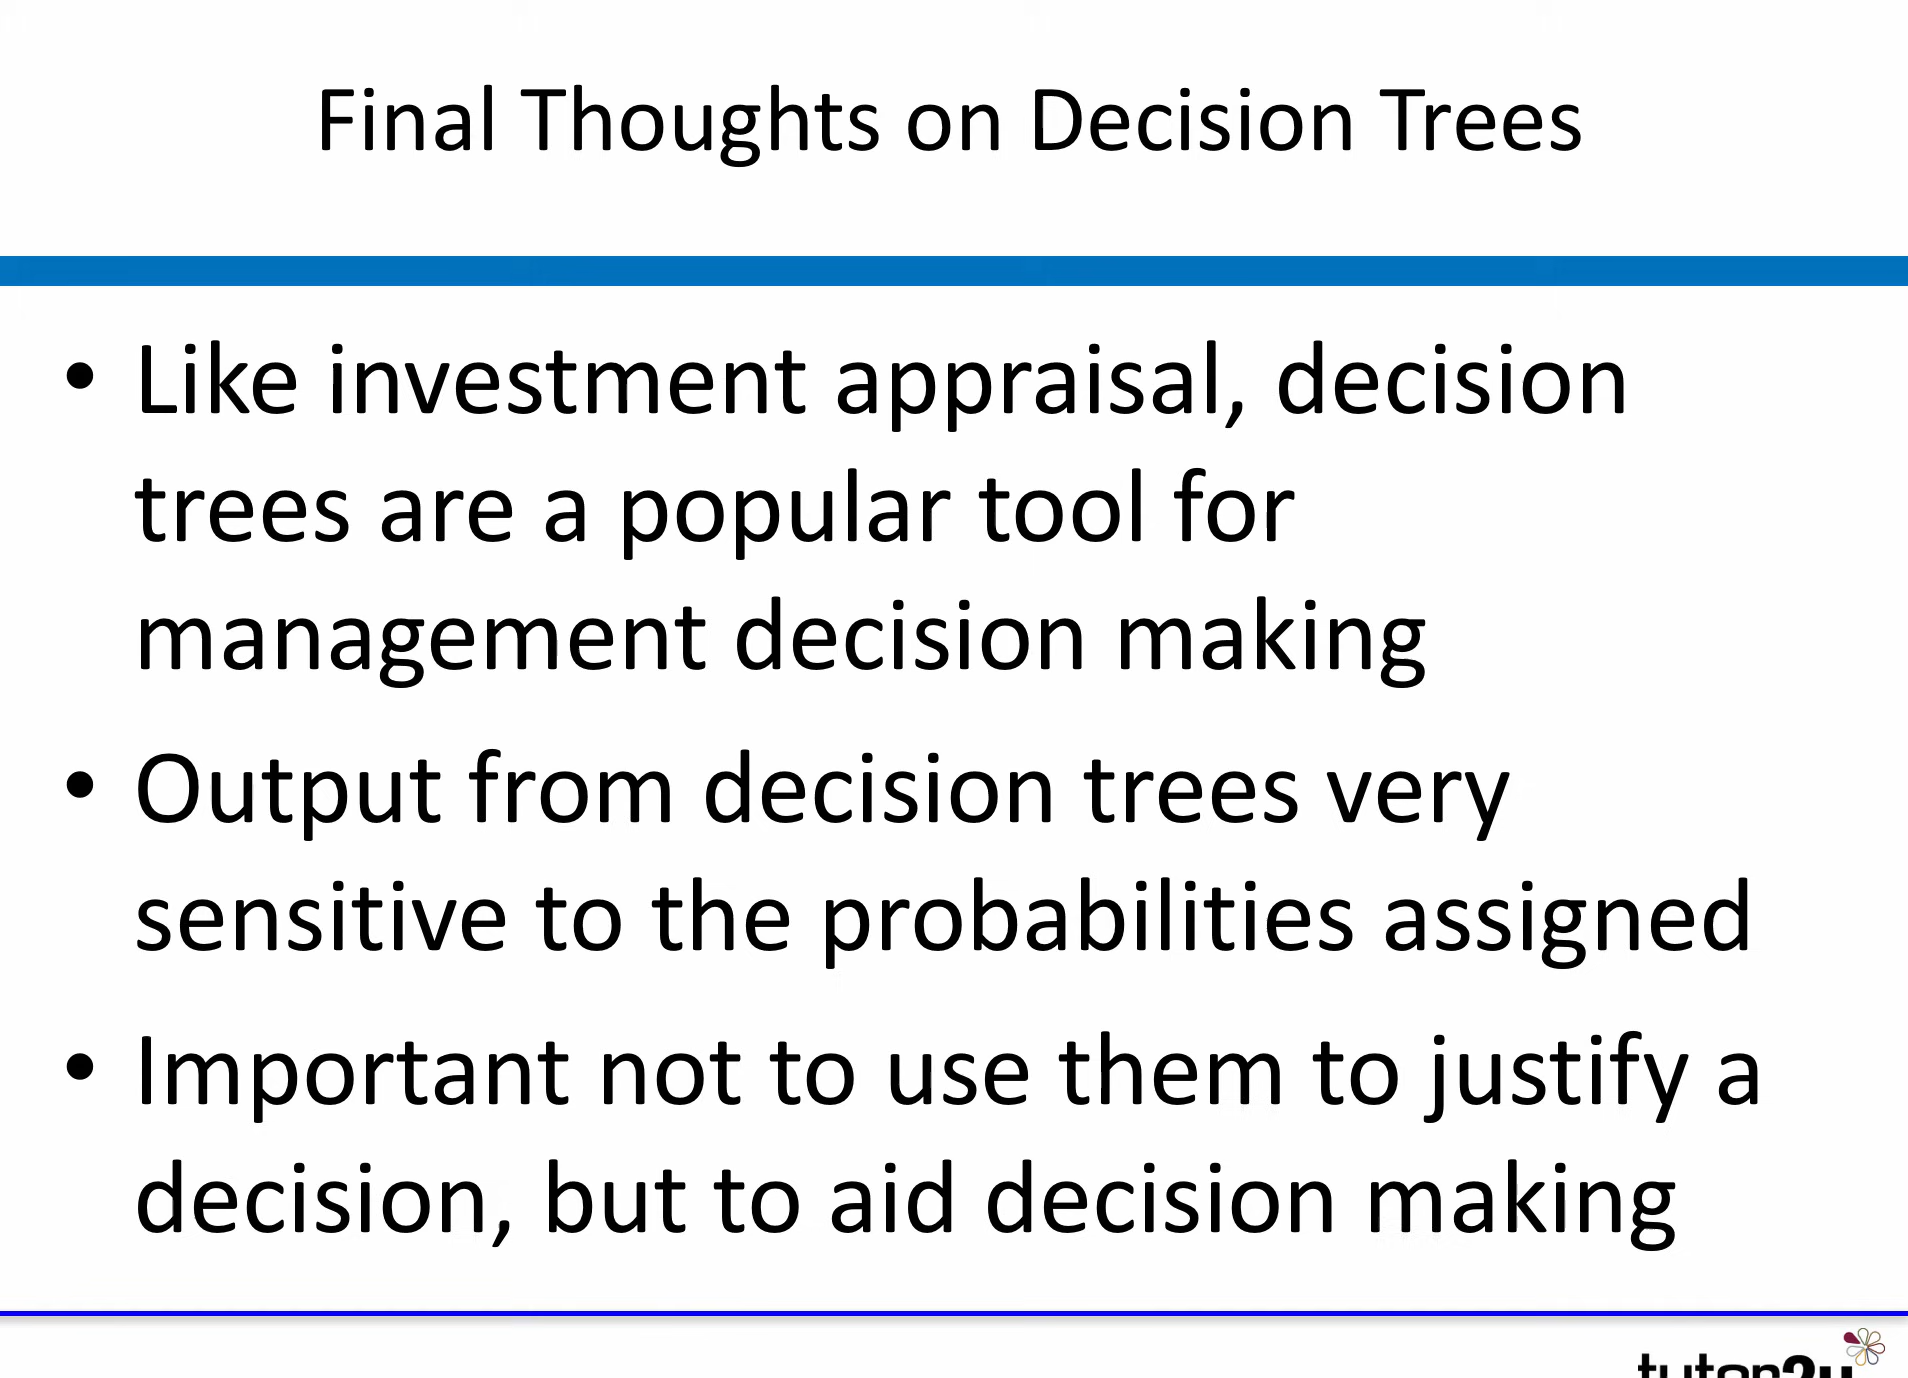 Final Thoughts on Decision Trees
• Like investment appraisal, decision
trees are a popular tool for
management decision making
• Output from decision trees very
sensitive to the probabilities assigned
• Important not to use them to justify a
decision, but to aid decision making
tutor2u